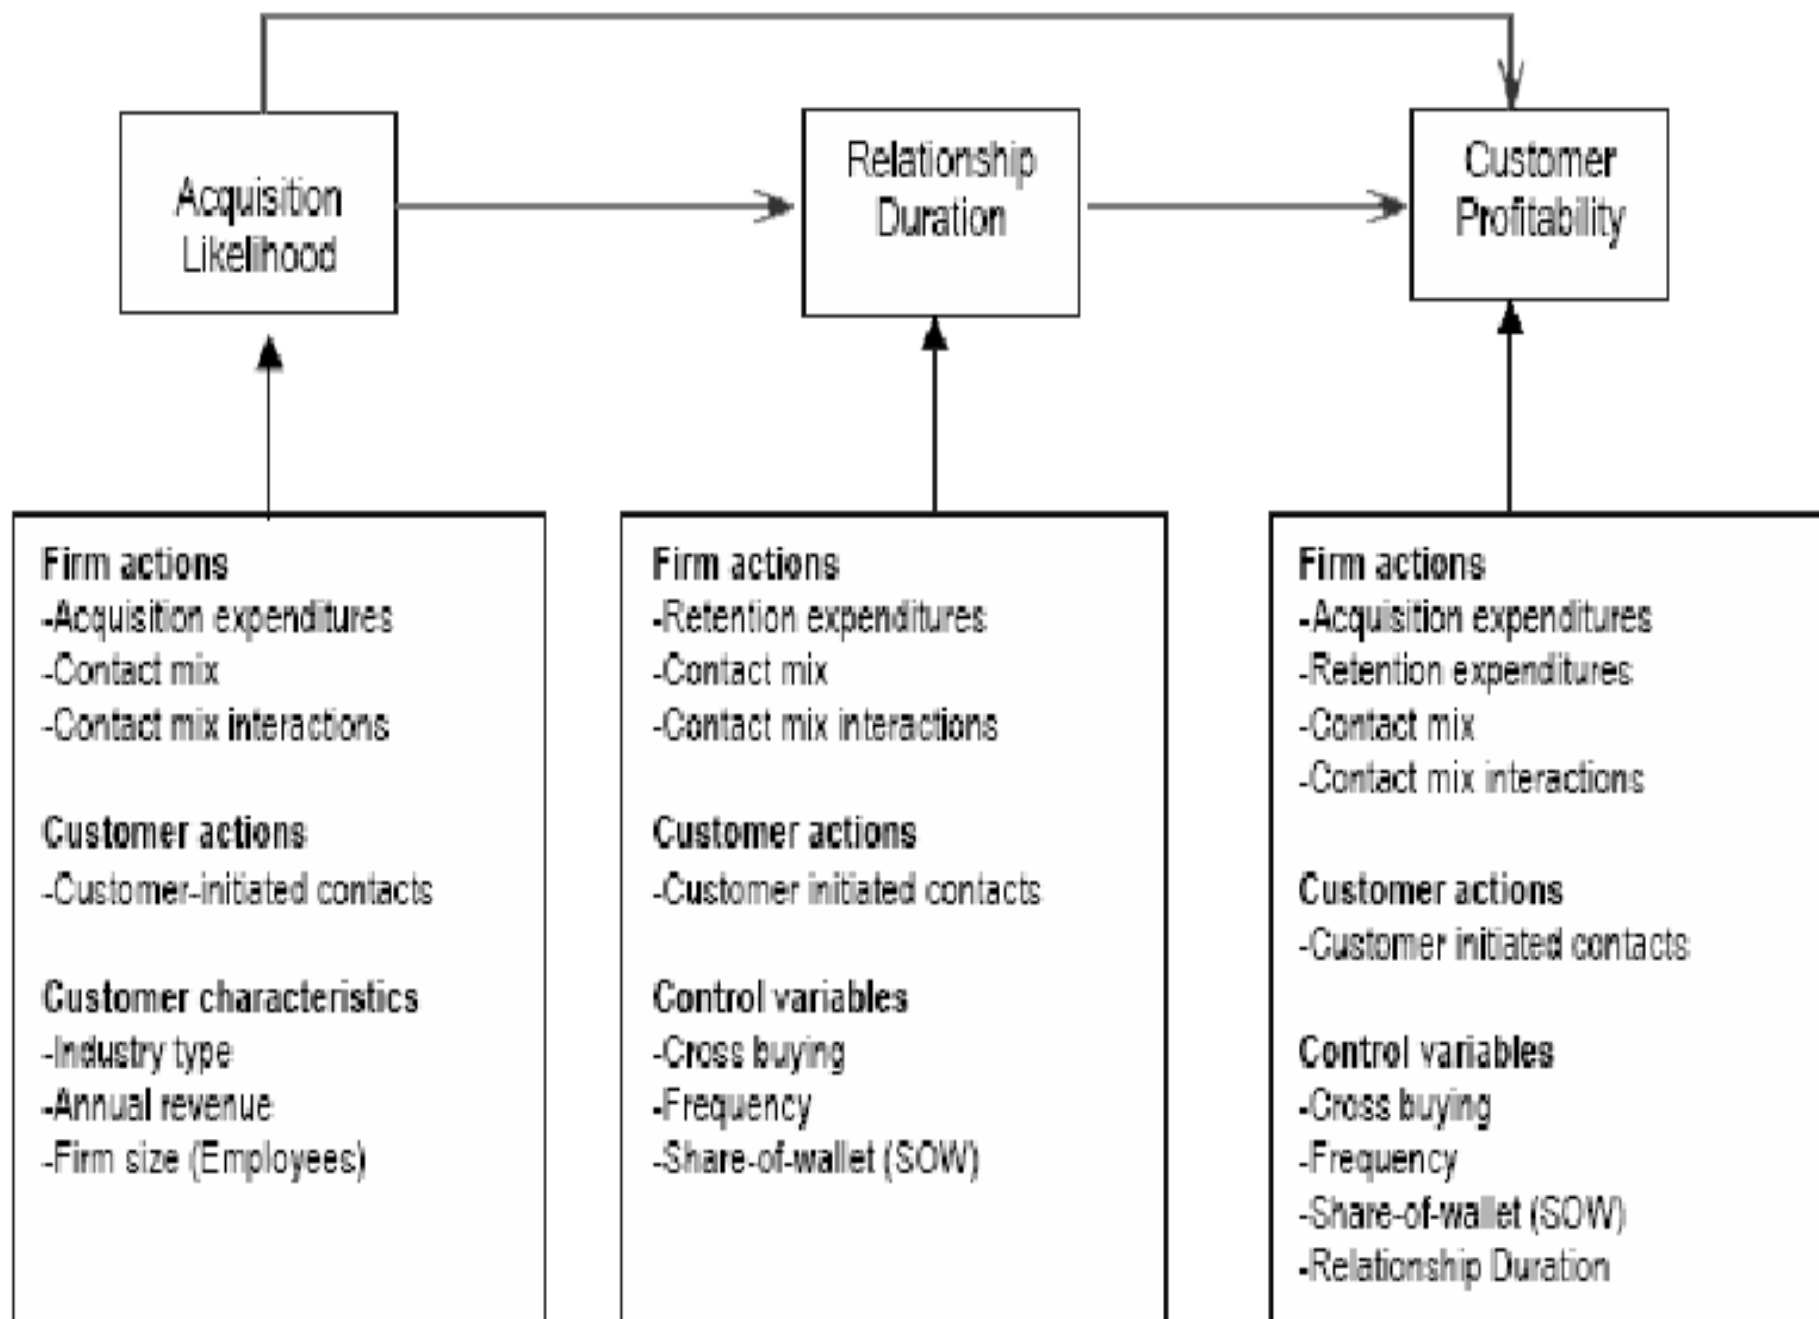 Acquisition
Likelihood
Relationship
Duration
Customer
Profitability
Firm actions
-Acquisition expenditures
-Contact mix
-Contact mix interactions
Customer actions
-Customer-initiated contacts
Customer characteristics
-Industry type
-Annual revenue
-Firm size (Employees)
Firm actions
-Retention expenditures
-Contact mix
-Contact mix interactions
Customer actions
-Customer initiated contacts
Control variables
-Cross buying
-Frequency
-Share-of-wallet (SOW)
Firm actions
-Acquisition expenditures
-Retention expenditures
-Contact mix
-Contact mix interactions
Customer actions
-Customer initiated contacts
Control variables
-Cross buying
-Frequency
-Share-of-wallet (SOW)
-Relationship Duration